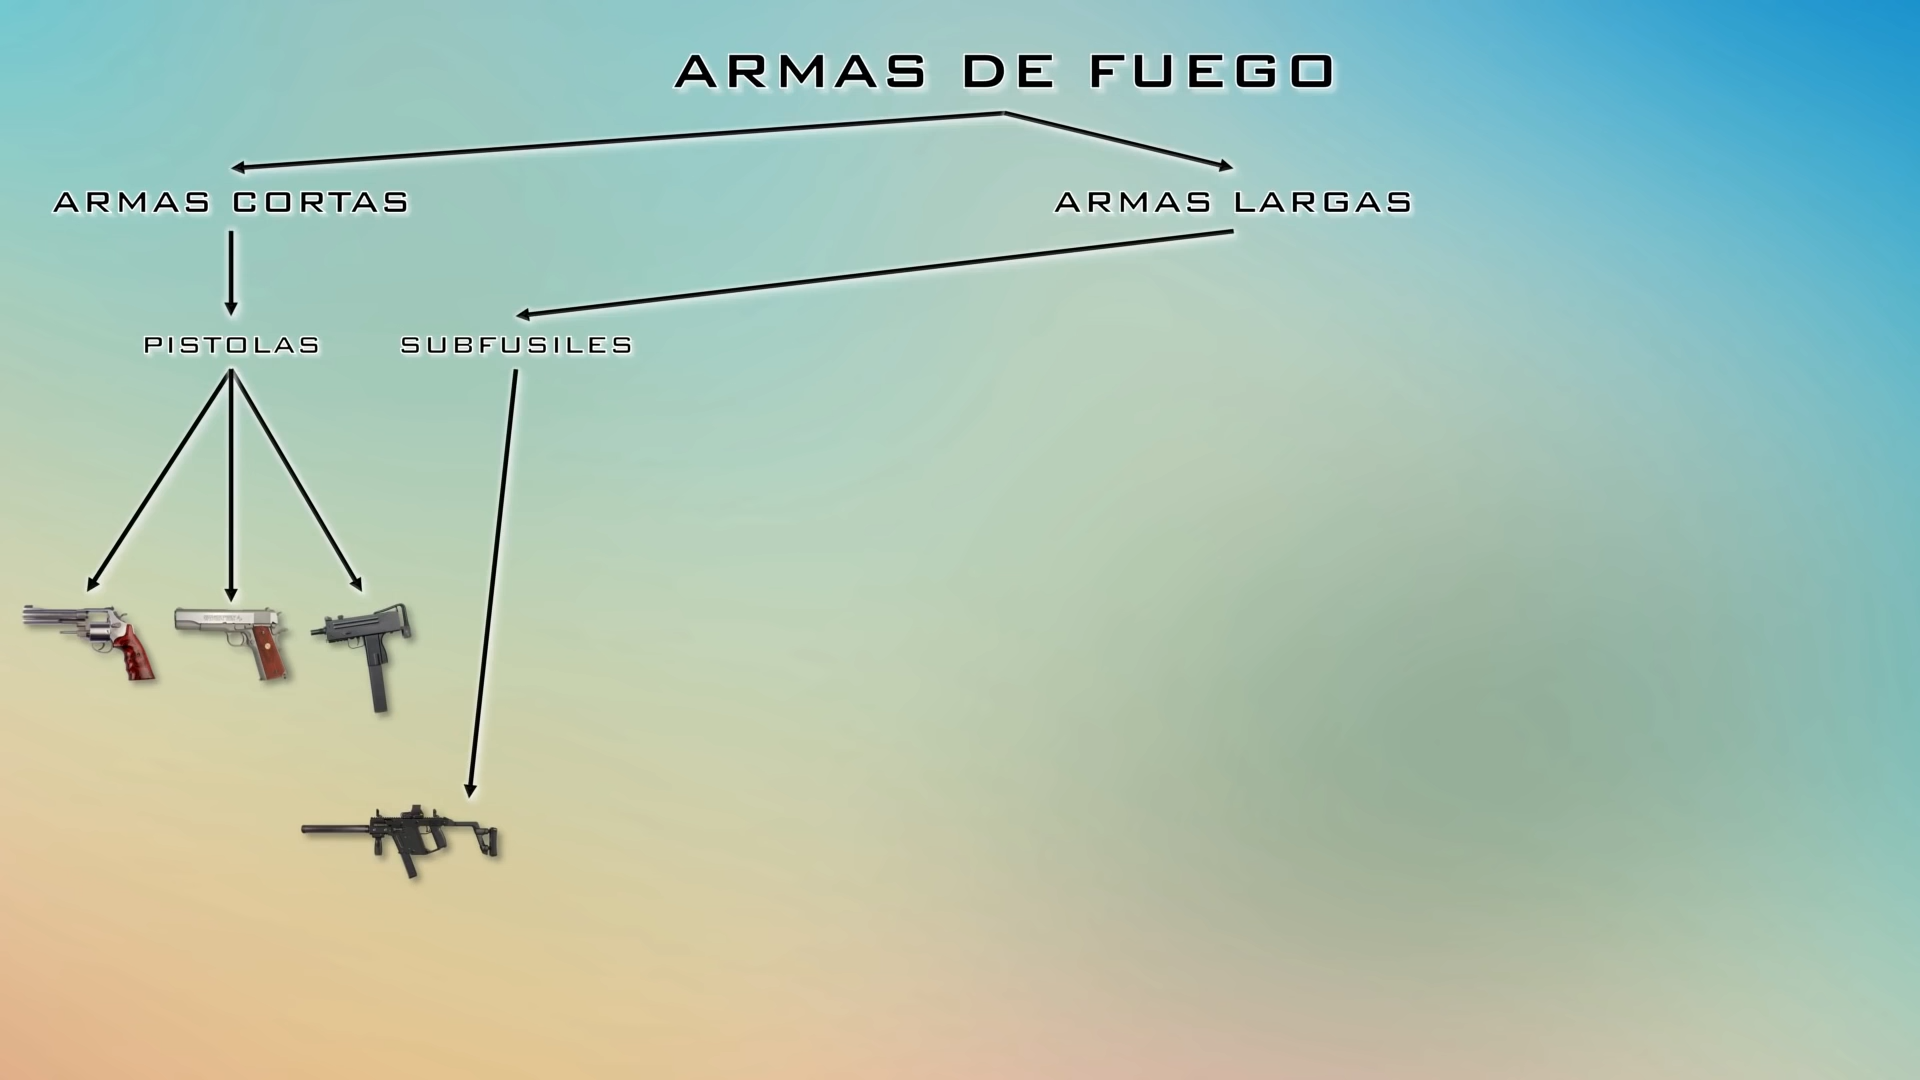 ARMAS DE FUEGO
ARMAS CORTAS
ARMAS LARGAS
PISTOLAS
SUBFUSILES